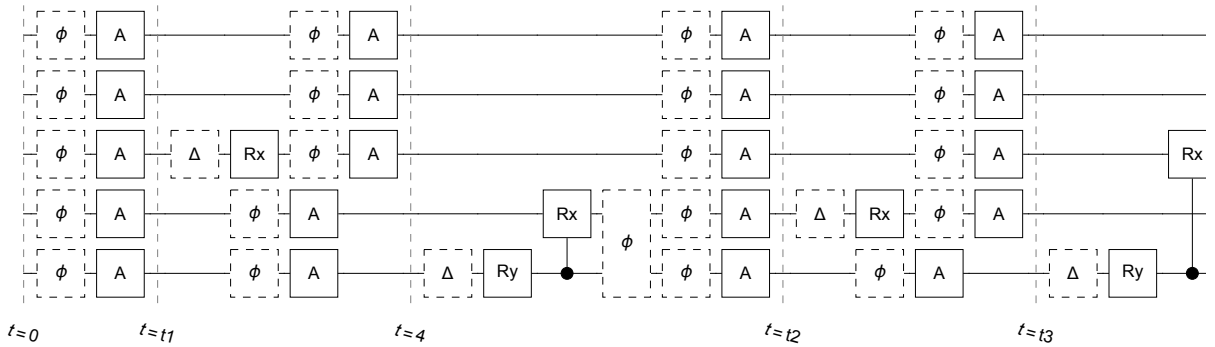 ϕ A ϕ A ϕ A ϕ A
ϕ A ϕ A ϕ A ϕ A
ϕ A Δ Rx ϕ A ϕ A ϕ A Rx
ϕ A ϕ A Rx ϕ A Δ Rx ϕ A
ϕ
ϕ A ϕ A Δ Ry ϕ A ϕ A Δ Ry
t=0 t=t1 t=4 t=t2 t=t3